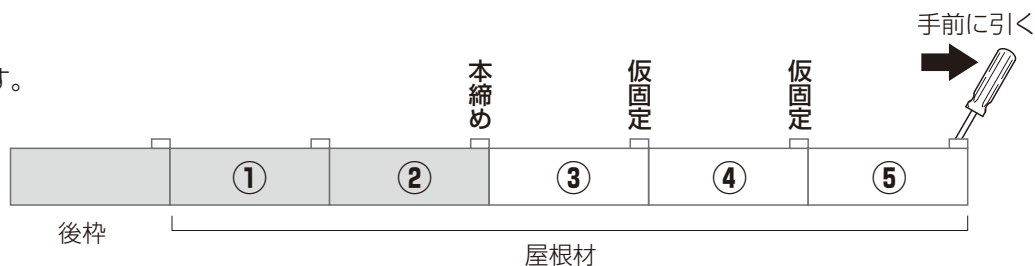 手前に引く
す。
本締め
仮固定
仮固定
① ② ③ ④ ⑤
後枠
屋根材